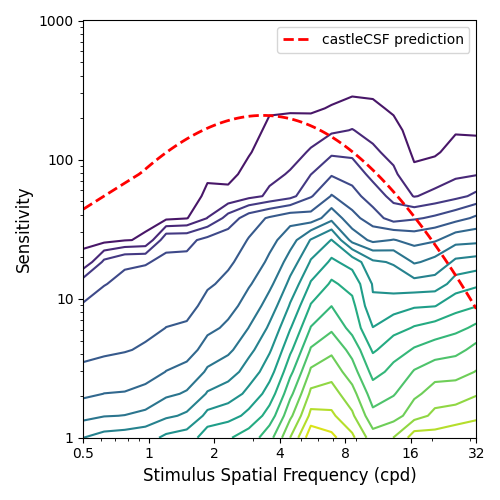 1000
castleCSF prediction
100
10
1
Sensitivity
0.5 1 2 4 8 16 32
Stimulus Spatial Frequency (cpd)